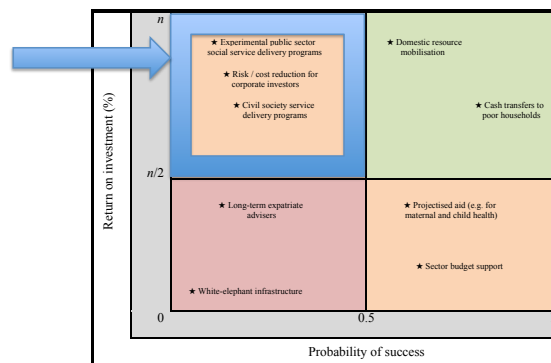 n
★ Experimental public sector
social service delivery programs
★ Risk / cost reduction for
corporate investors
★ Civil society service
delivery programs
★ Domestic resource
mobilisation
★ Cash transfers to
poor households
Return on investment (%)
n/2
★ Long-term expatriate
advisers
★ White-elephant infrastructure
★ Projectised aid (e.g. for
maternal and child health)
★ Sector budget support
0
0.5
Probability of success